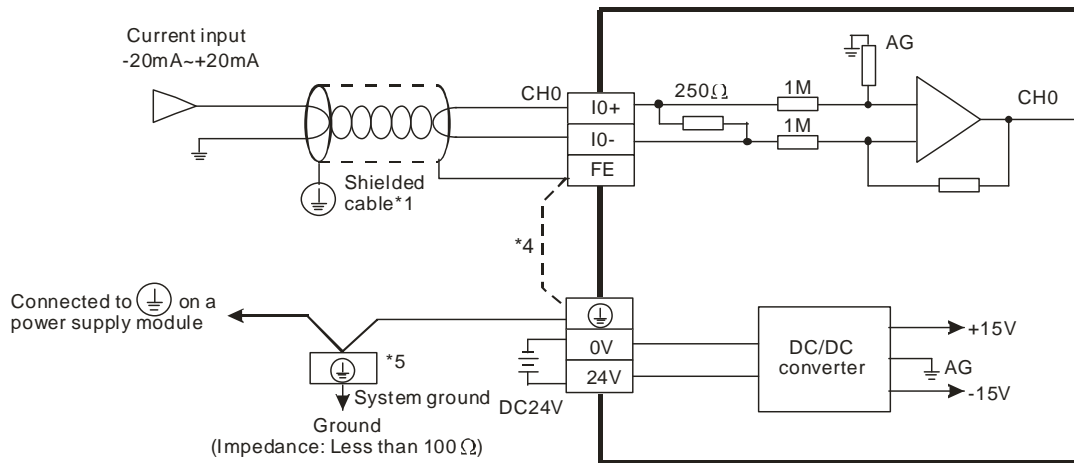 Current input
-20mA~+20mA
CH0
I0+
I0-
FE
250Ω
1M
1M
AG
CH0
Shielded
cable*1
*4
Connected to
on a
power supply module
*5
System ground
Ground
(Impedance: Less than 100 Ω)
0V
24V
DC24V
DC/DC
converter
+15V
AG
-15V